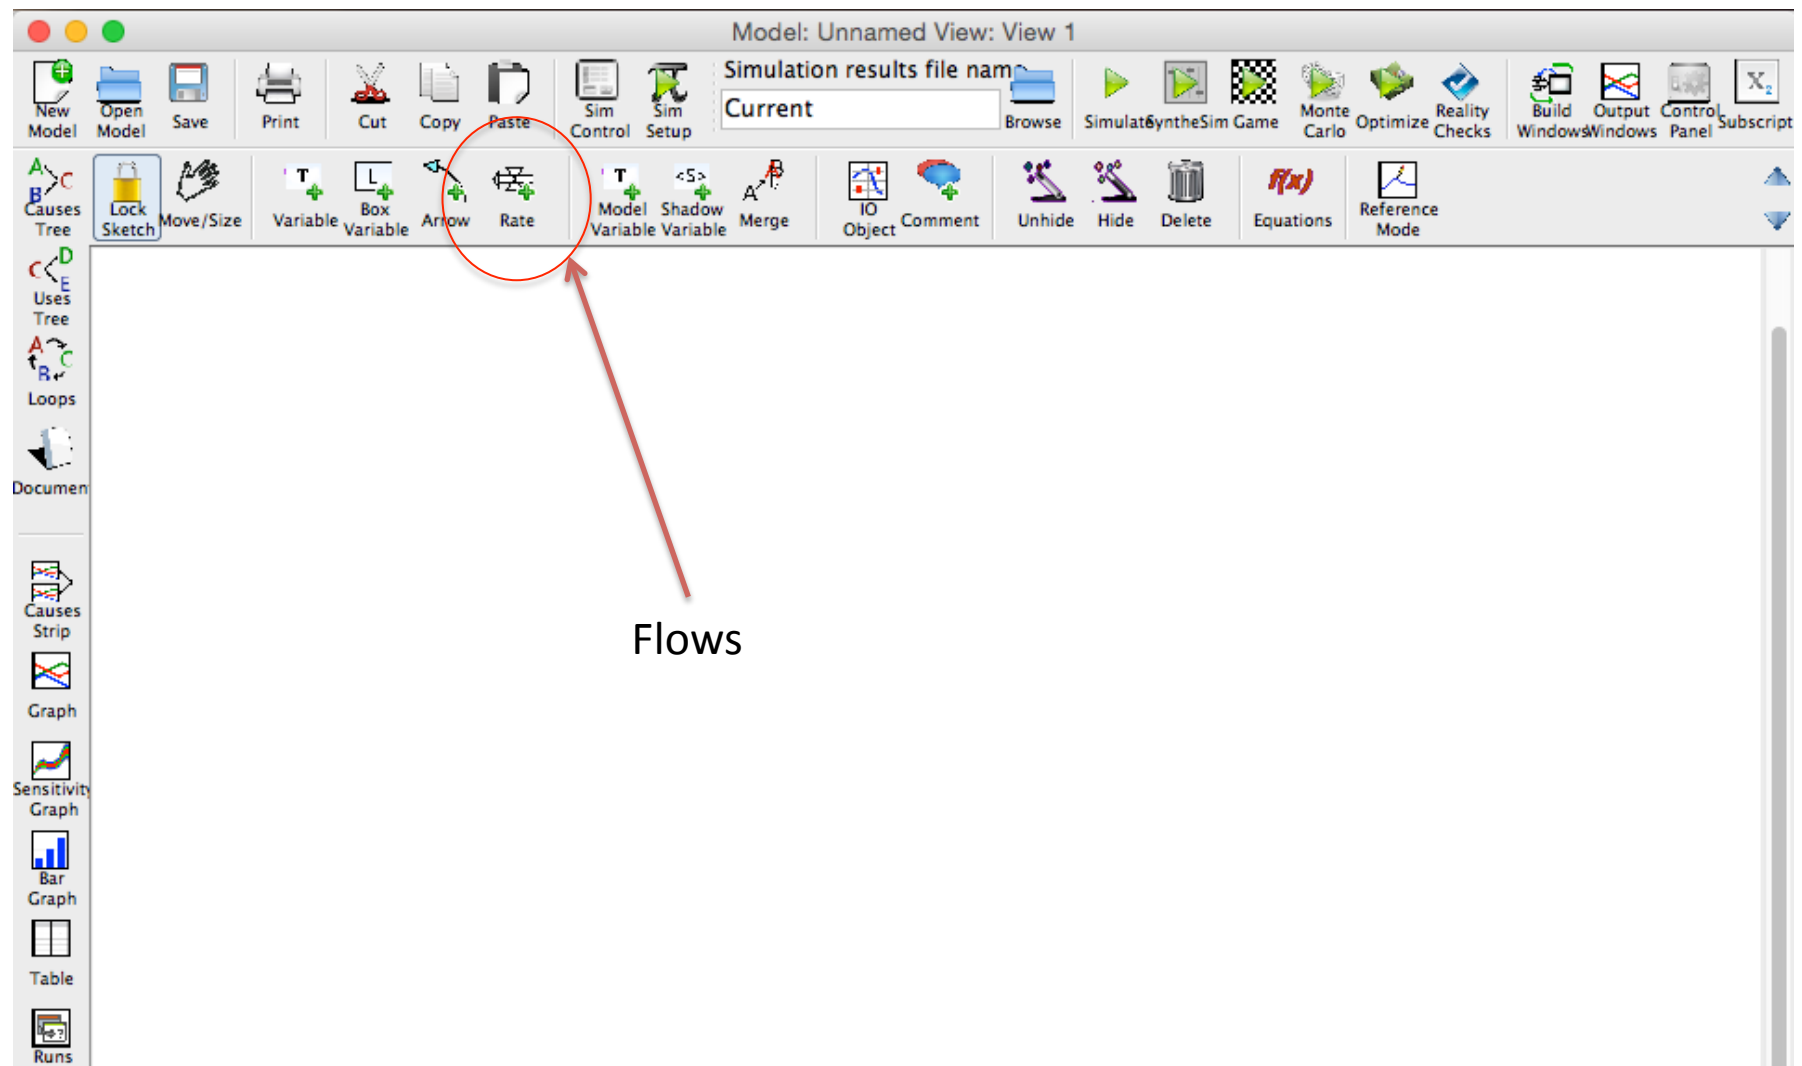 Model: Unnamed View: View 1
New Model
Open Model
Save
Print
Cut
Copy
Paste
Sim Control
Sim Setup
Simulation results file nam
Current
Browse
Simulate
SyntheSim
Game
Monte Carlo
Optimize
Reality Checks
Build Windows
Output Windows
Control Panel
Subscript
Causes Tree
Lock Sketch
Move/Size
Variable
Box Variable
Arrow
Rate
Model Variable
Shadow Variable
Merge
IO Object
Comment
Unhide
Hide
Delete
f(x)
Equations
Reference Mode
Uses Tree
Loops
Documen
Causes Strip
Graph
Sensitivity Graph
Bar Graph
Table
Runs
Flows